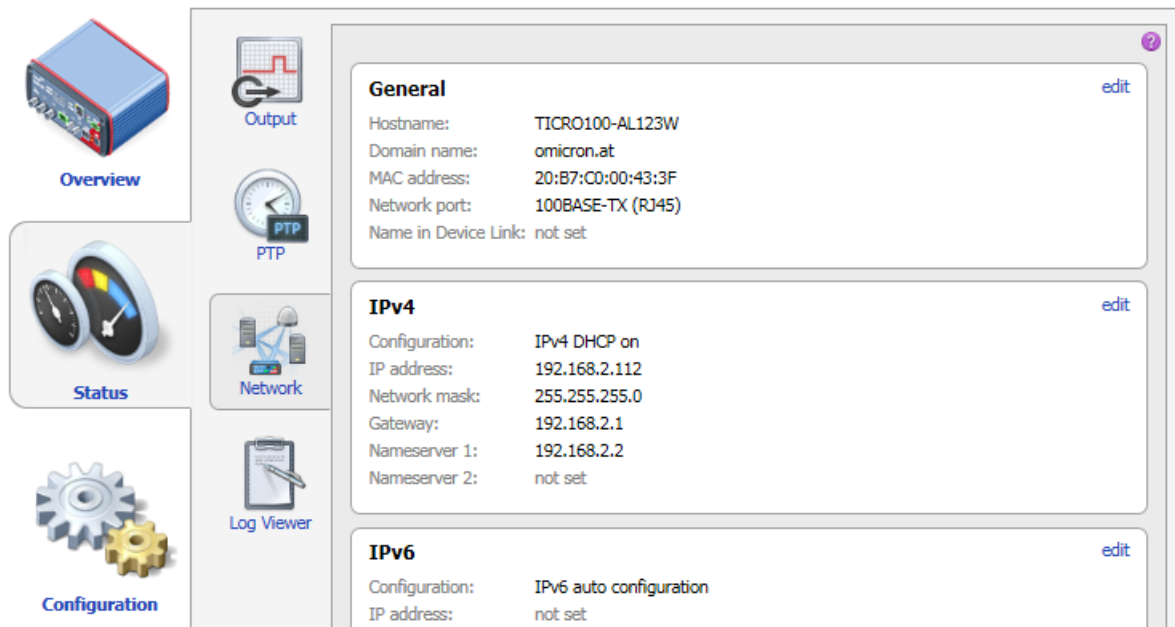 Overview
Status
Configuration
Output
PTP
PTP
Network
Log Viewer
?
General
edit
Hostname: TICRO100-AL123W
Domain name: omicron.at
MAC address: 20:B7:C0:00:43:3F
Network port: 100BASE-TX (RJ45)
Name in Device Link: not set
IPv4
edit
Configuration: IPv4 DHCP on
IP address: 192.168.2.112
Network mask: 255.255.255.0
Gateway: 192.168.2.1
Nameserver 1: 192.168.2.2
Nameserver 2: not set
IPv6
edit
Configuration: IPv6 auto configuration
IP address: not set